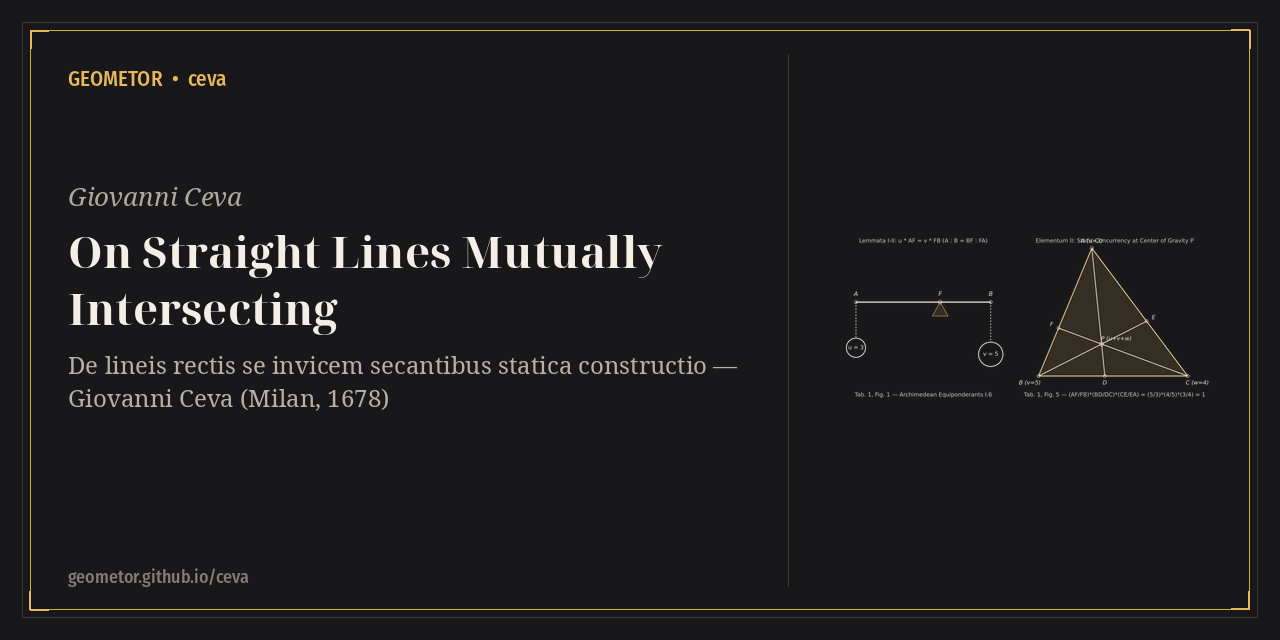 GEOMETOR • ceva
Giovanni Ceva
On Straight Lines Mutually
Intersecting
De lineis rectis se invicem secantibus statica constructio —
Giovanni Ceva (Milan, 1678)
geometor.github.io/ceva
Lemmata I-II: u * AF = v * FB (A : B = BF : FA)
A
F
B
u = 3
v = 5
Tab. 1, Fig. 1 — Archimedean Equiponderants I.6
Elementum II: Concurrency at Center of Gravity P
F
E
P (u+v+w)
B (v=5)
D
C (w=4)
Tab. 1, Fig. 5 — (AF/FB)*(BD/DC)*(CE/EA) = (5/3)*(4/5)*(3/4) = 1